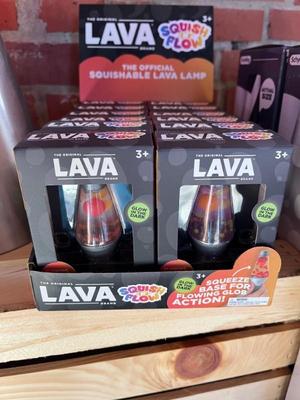 THE ORIGINAL
LAVA
BRAND
SQUISH
FLOW
3+
THE OFFICIAL
SQUISHABLE LAVA LAMP
ACTUAL
SIZE
THE ORIGINAL
LAVA
BRAND
3+
GLOW
IN THE
DARK
THE ORIGINAL
LAVA
BRAND
3+
GLOW
IN THE
DARK
THE ORIGINAL
LAVA
BRAND
SQUISH
FLOW
GLOW
IN THE
DARK
3+
SQUEEZE
BASE FOR
FLOWING GLOB
ACTION!